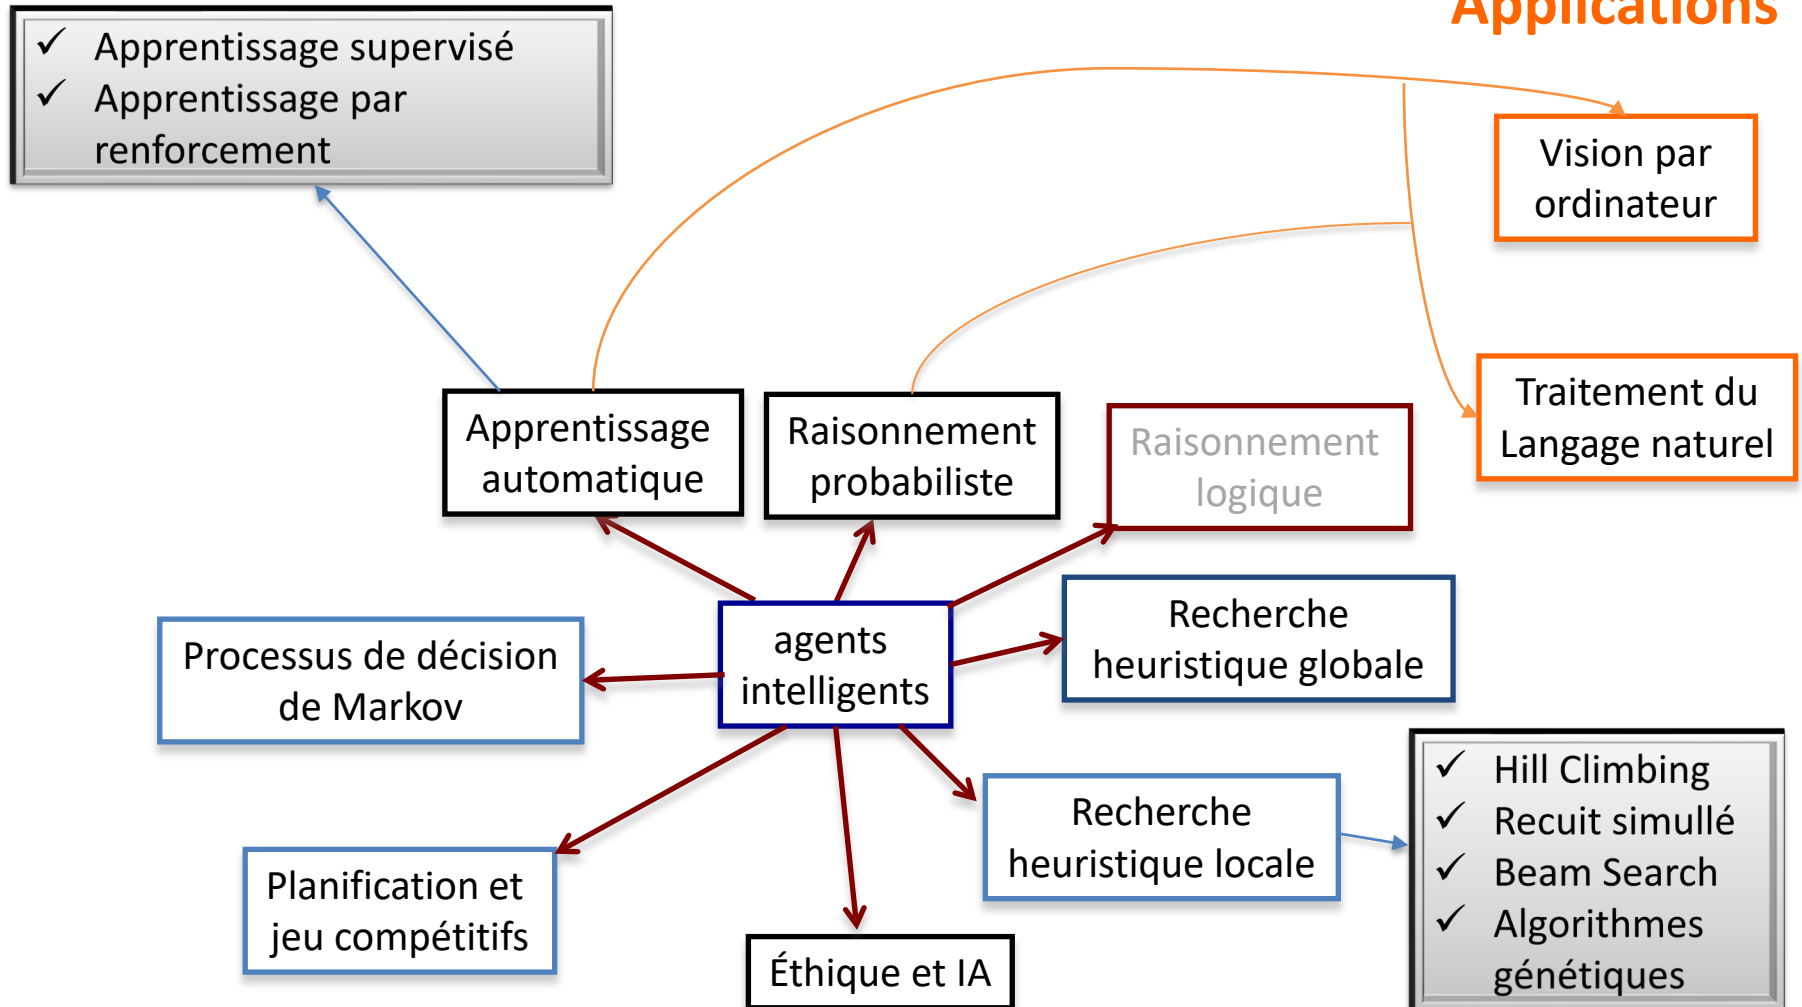 Applications
✓ Apprentissage supervisé
✓ Apprentissage par
renforcement
Vision par
ordinateur
Traitement du
Langage naturel
Apprentissage
automatique
Raisonnement
probabiliste
Raisonnement
logique
agents
intelligents
Recherche
heuristique globale
Processus de décision
de Markov
Recherche
heuristique locale
✓ Hill Climbing
✓ Recuit simullé
✓ Beam Search
✓ Algorithmes
génétiques
Planification et
jeu compétitifs
Éthique et IA